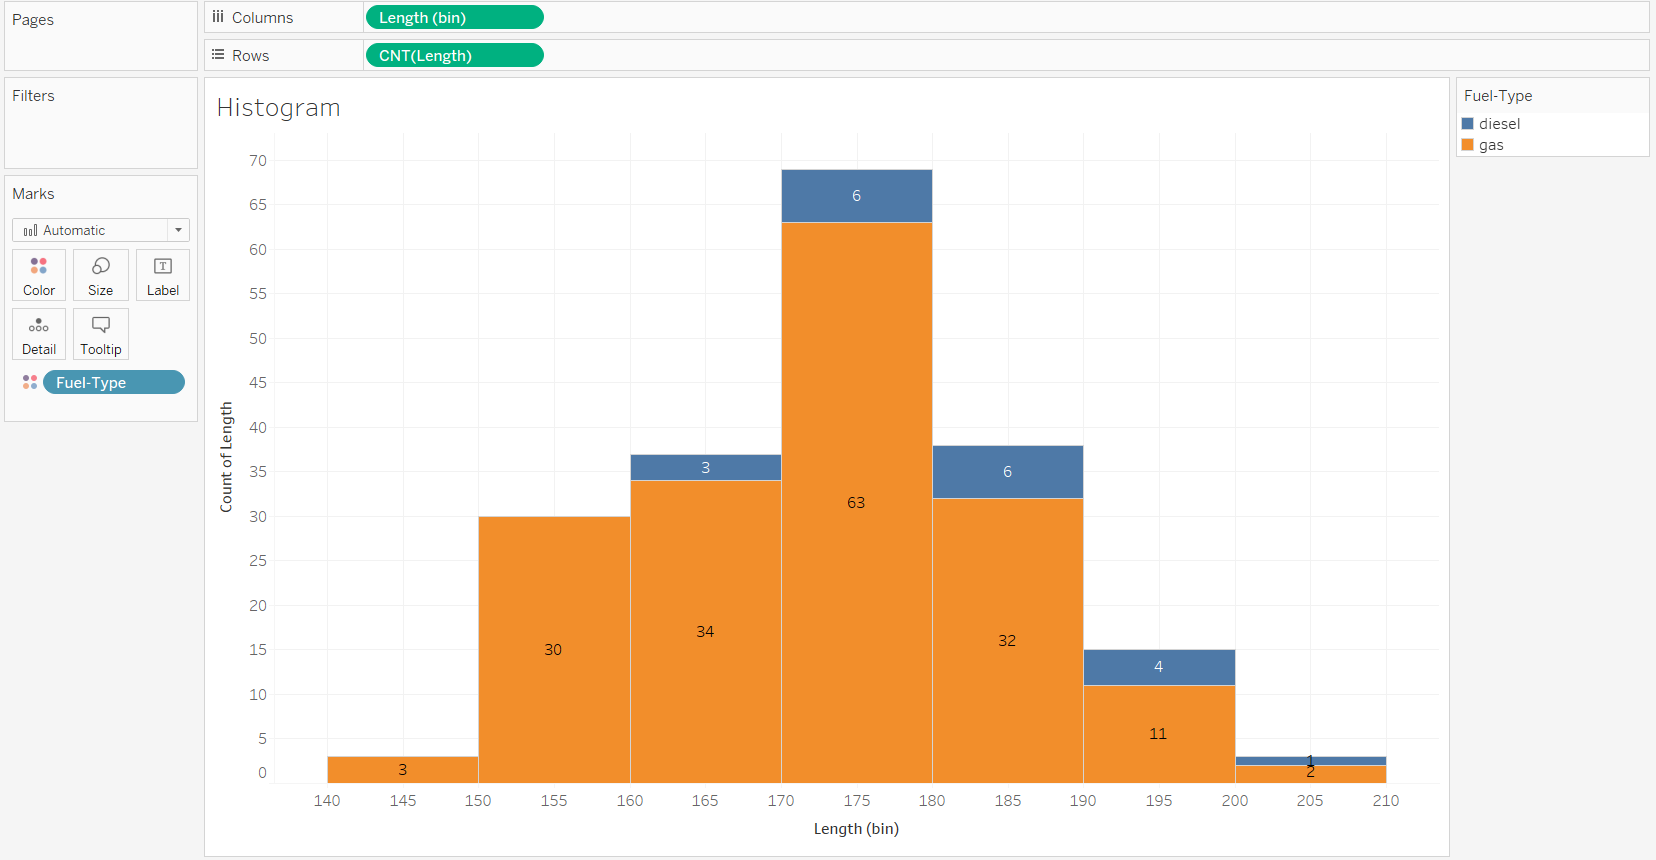 Pages
Columns
Length (bin)
Rows
CNT(Length)
Filters
Marks
Automatic
Color
Size
T
Label
Detail
Tooltip
Fuel-Type
Histogram
Count of Length
70
65
60
55
50
45
40
35
30
25
20
15
10
5
0
3
30
3
34
6
63
6
32
4
11
1
2
140 145 150 155 160 165 170 175 180 185 190 195 200 205 210
Length (bin)
Fuel-Type
diesel
gas